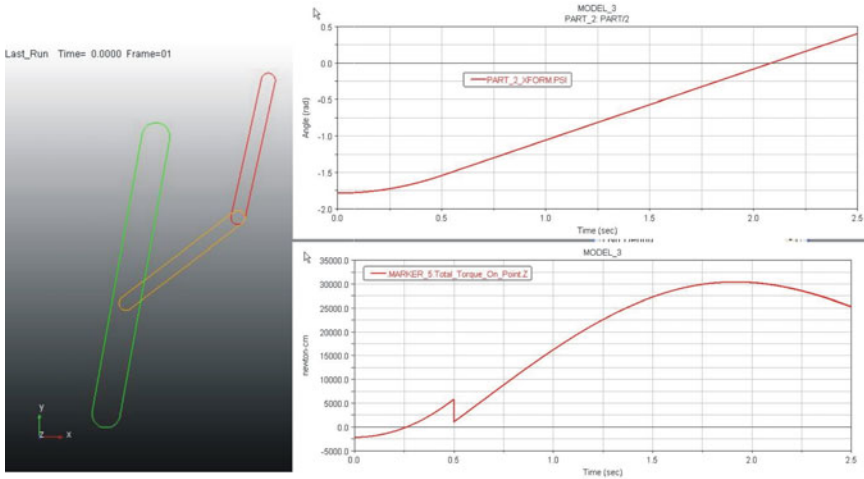 Last_Run Time= 0.0000 Frame=01
y
z x
MODEL_3
PART_2: PART/2
0.5
0.0
-0.5
-1.0
-1.5
-2.0
Angle (rad)
PART_2_XFORM.PSI
0.0 0.5 1.0 1.5 2.0 2.5
Time (sec)
MODEL_3
35000.0
30000.0
25000.0
20000.0
15000.0
10000.0
5000.0
0.0
-5000.0
newton-cm
MARKER_5.Total_Torque_On_Point.Z
0.0 0.5 1.0 1.5 2.0 2.5
Time (sec)